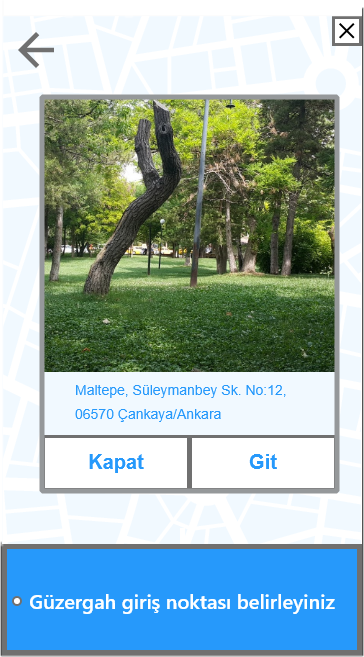 Maltepe, Süleymanbey Sk. No:12,
06570 Çankaya/Ankara
Kapat
Git
Güzergah giriş noktası belirleyiniz